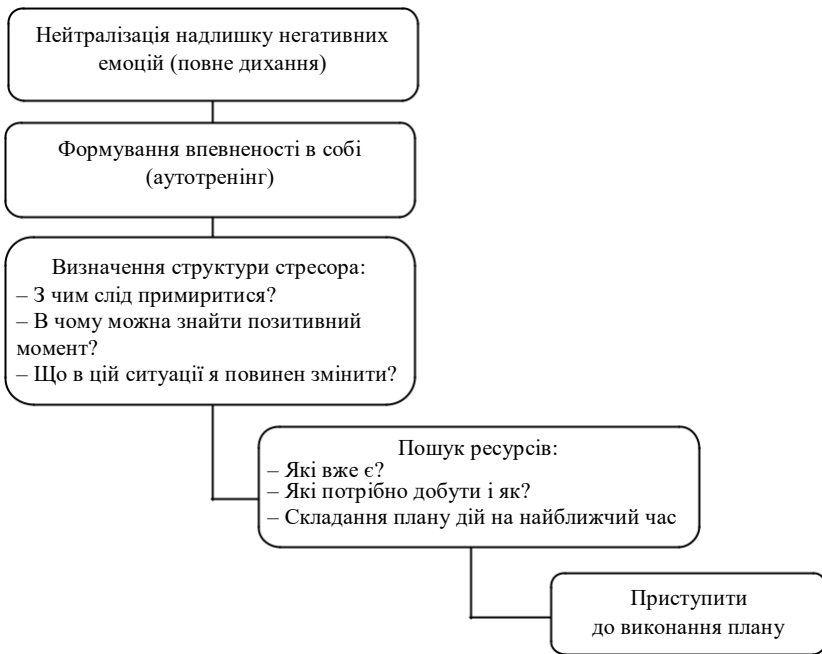 Нейтралізація надлишку негативних
емоцій (повне дихання)
Формування впевненості в собі
(аутотренінг)
Визначення структури стресора:
– З чим слід примиритися?
– В чому можна знайти позитивний
момент?
– Що в цій ситуації я повинен змінити?
Пошук ресурсів:
– Які вже є?
– Які потрібно добути і як?
– Складання плану дій на найближчий час
Приступити
до виконання плану